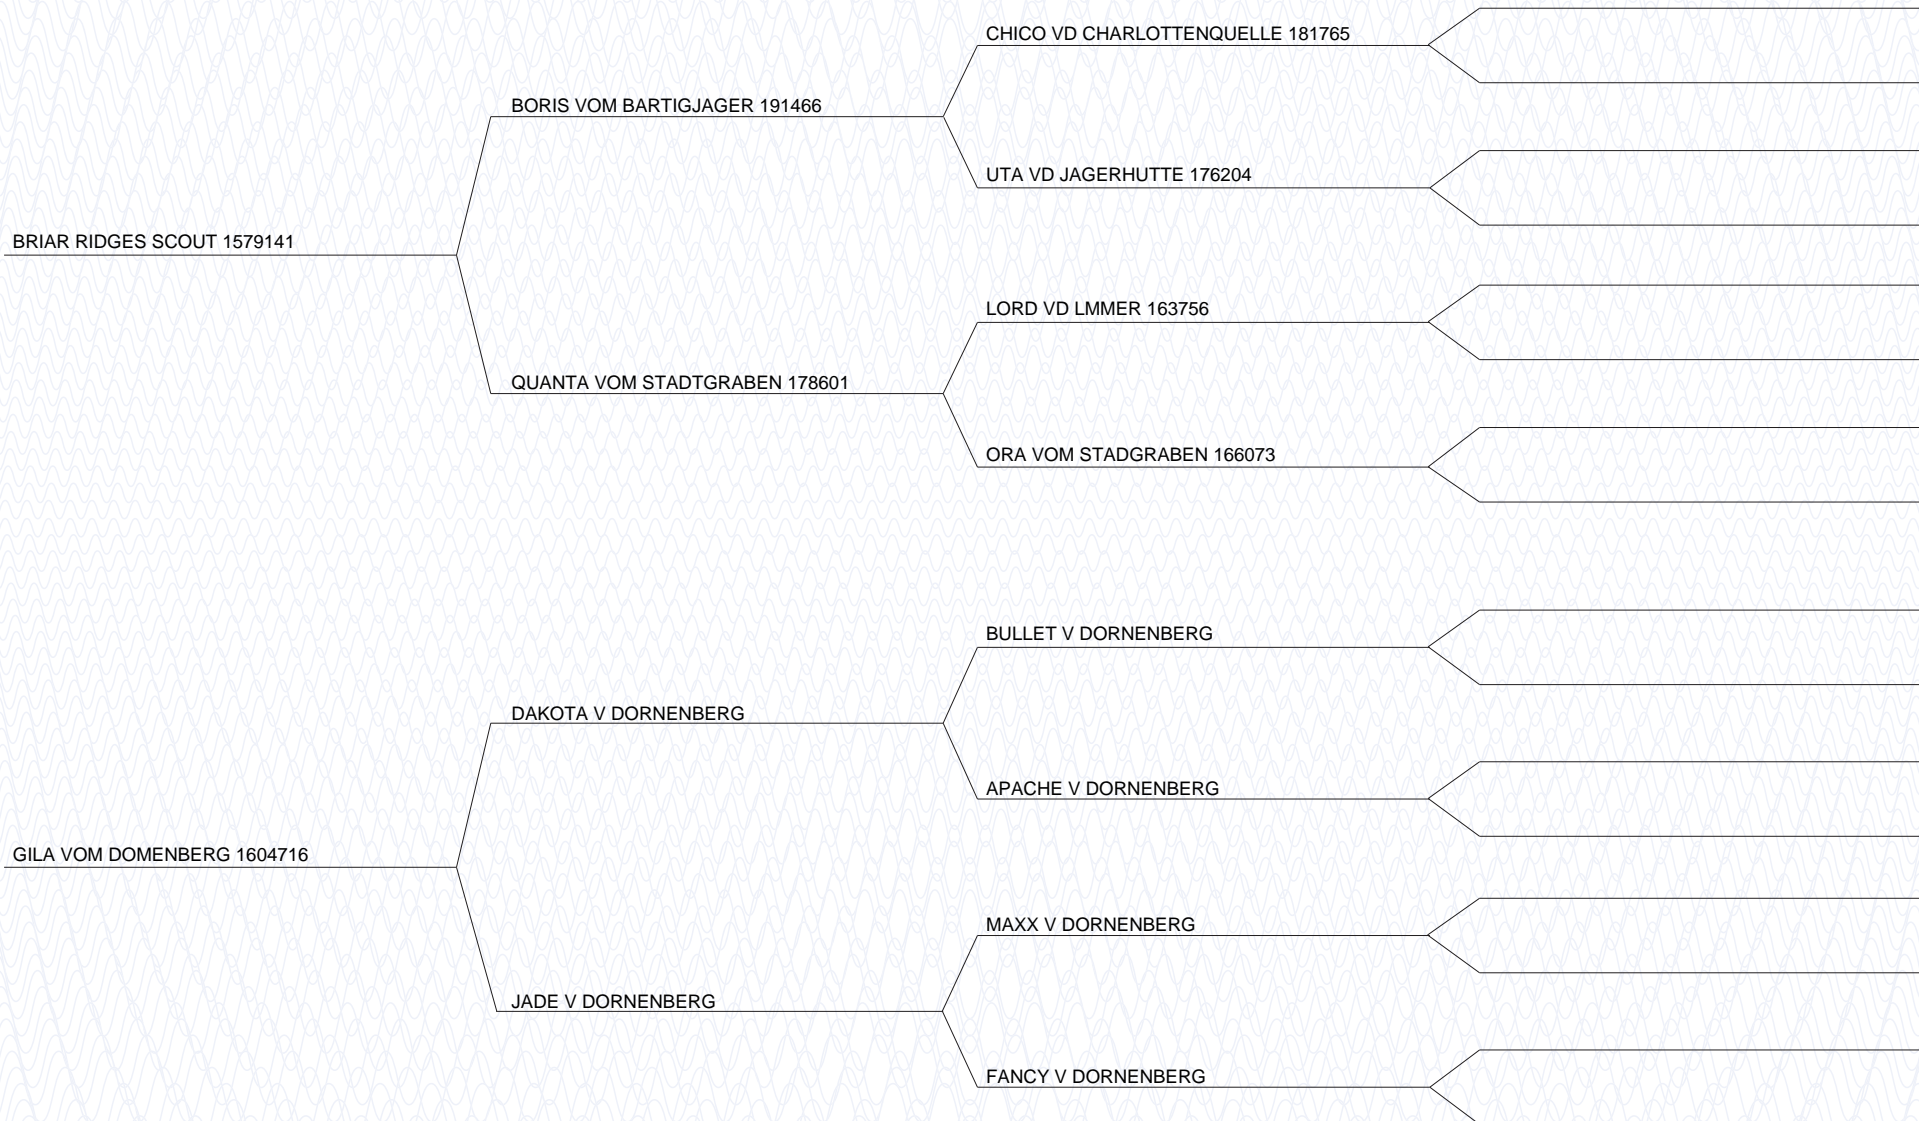 CHICO VD CHARLOTTENQUELLE 181765
BORIS VOM BARTIGJAGER 191466
UTA VD JAGERHUTTE 176204
BRIAR RIDGES SCOUT 1579141
LORD VD LMMER 163756
QUANTA VOM STADTGRABEN 178601
ORA VOM STADGRABEN 166073
BULLET V DORNENBERG
DAKOTA V DORNENBERG
APACHE V DORNENBERG
GILA VOM DOMENBERG 1604716
MAXX V DORNENBERG
JADE V DORNENBERG
FANCY V DORNENBERG